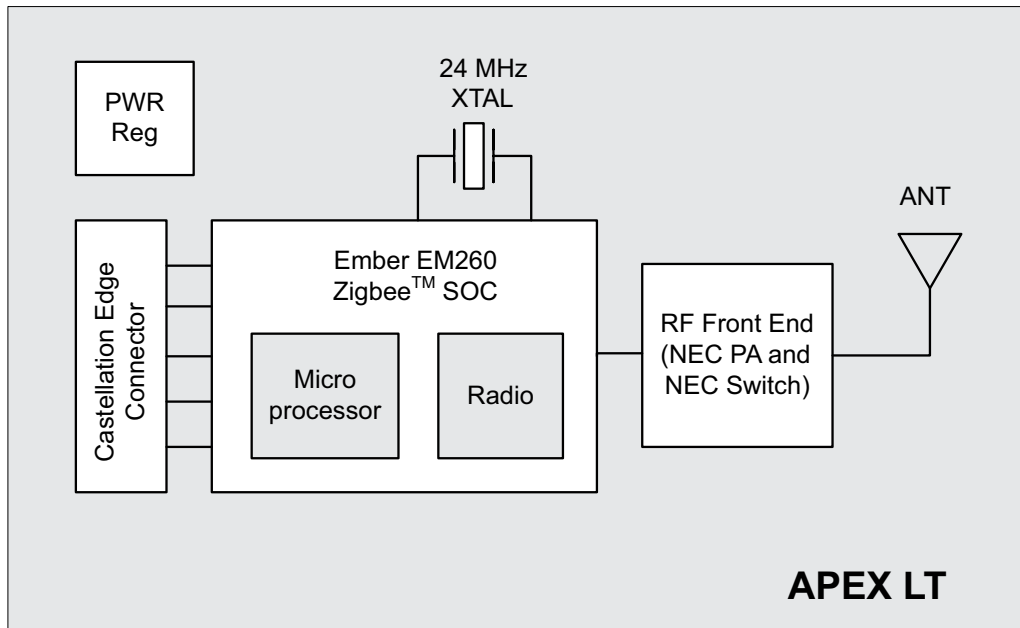 PWR
Reg
24 MHz
XTAL
ANT
Castellation Edge
Connector
Ember EM260
Zigbee™ SOC
Micro
processor
Radio
RF Front End
(NEC PA and
NEC Switch)
APEX LT